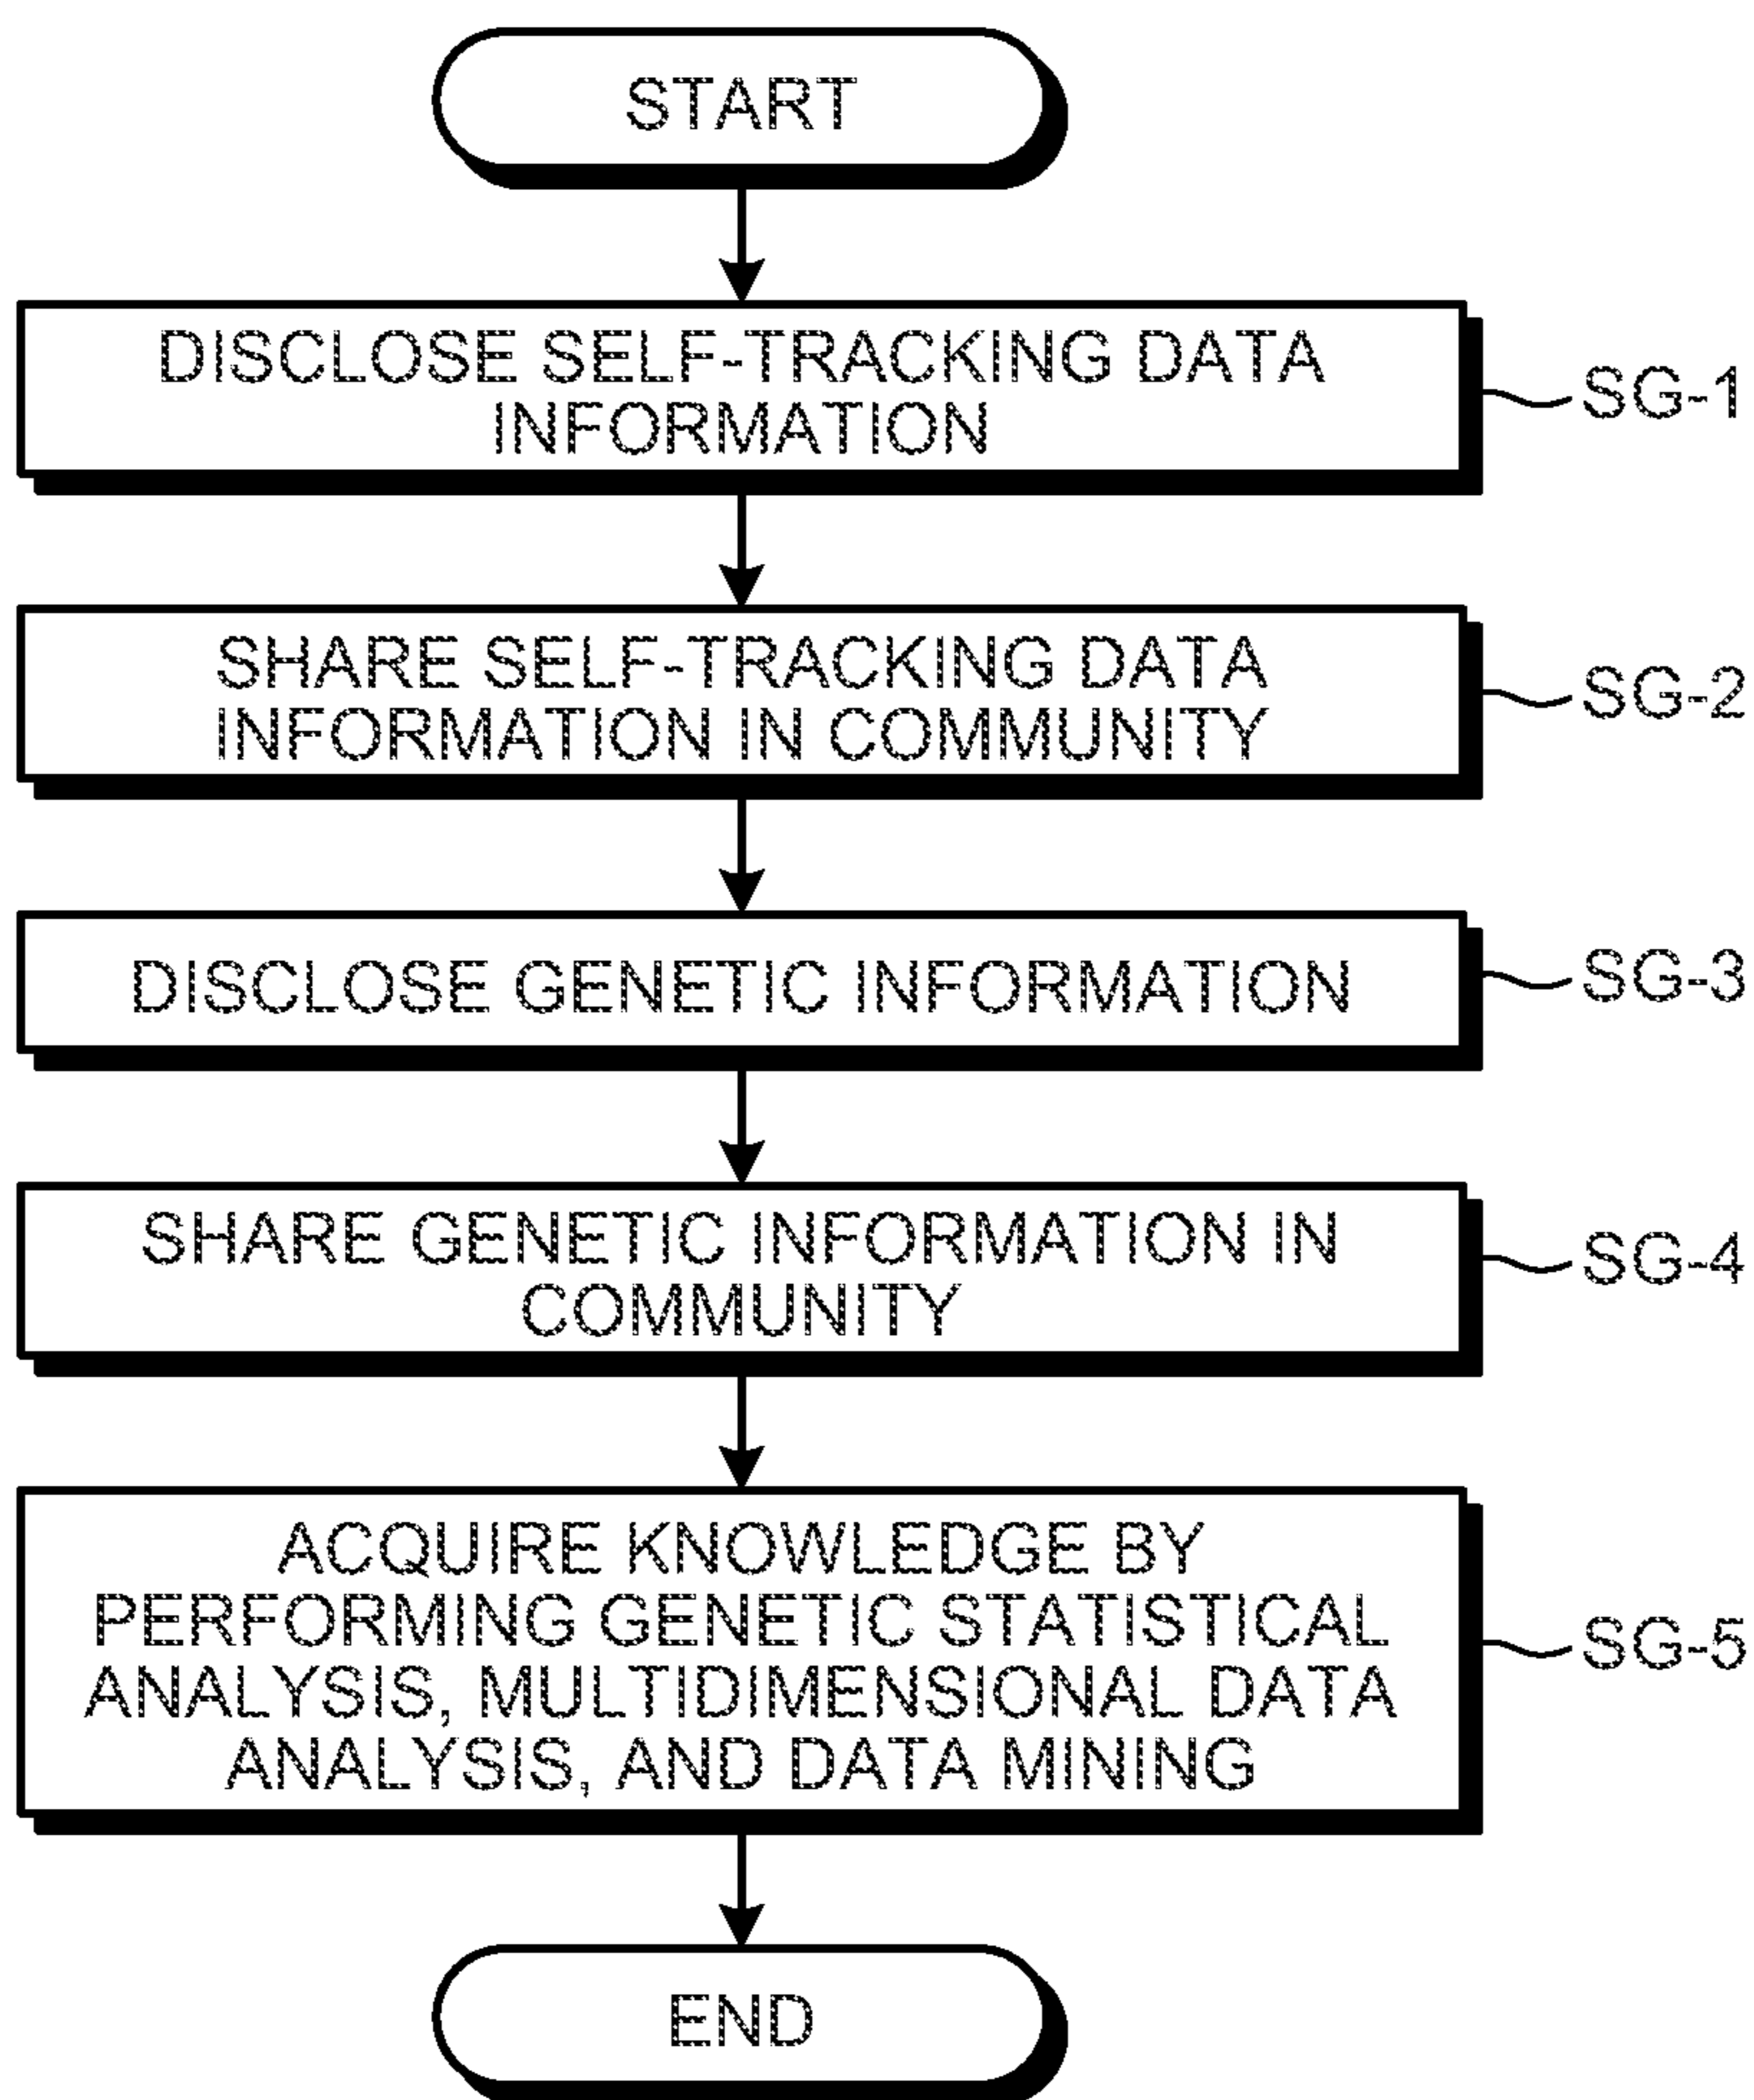 START
DISCLOSE SELF-TRACKING DATA
INFORMATION
SG-1
SHARE SELF-TRACKING DATA
INFORMATION IN COMMUNITY
SG-2
DISCLOSE GENETIC INFORMATION
SG-3
SHARE GENETIC INFORMATION IN
COMMUNITY
SG-4
ACQUIRE KNOWLEDGE BY
PERFORMING GENETIC STATISTICAL
ANALYSIS, MULTIDIMENSIONAL DATA
ANALYSIS, AND DATA MINING
SG-5
END